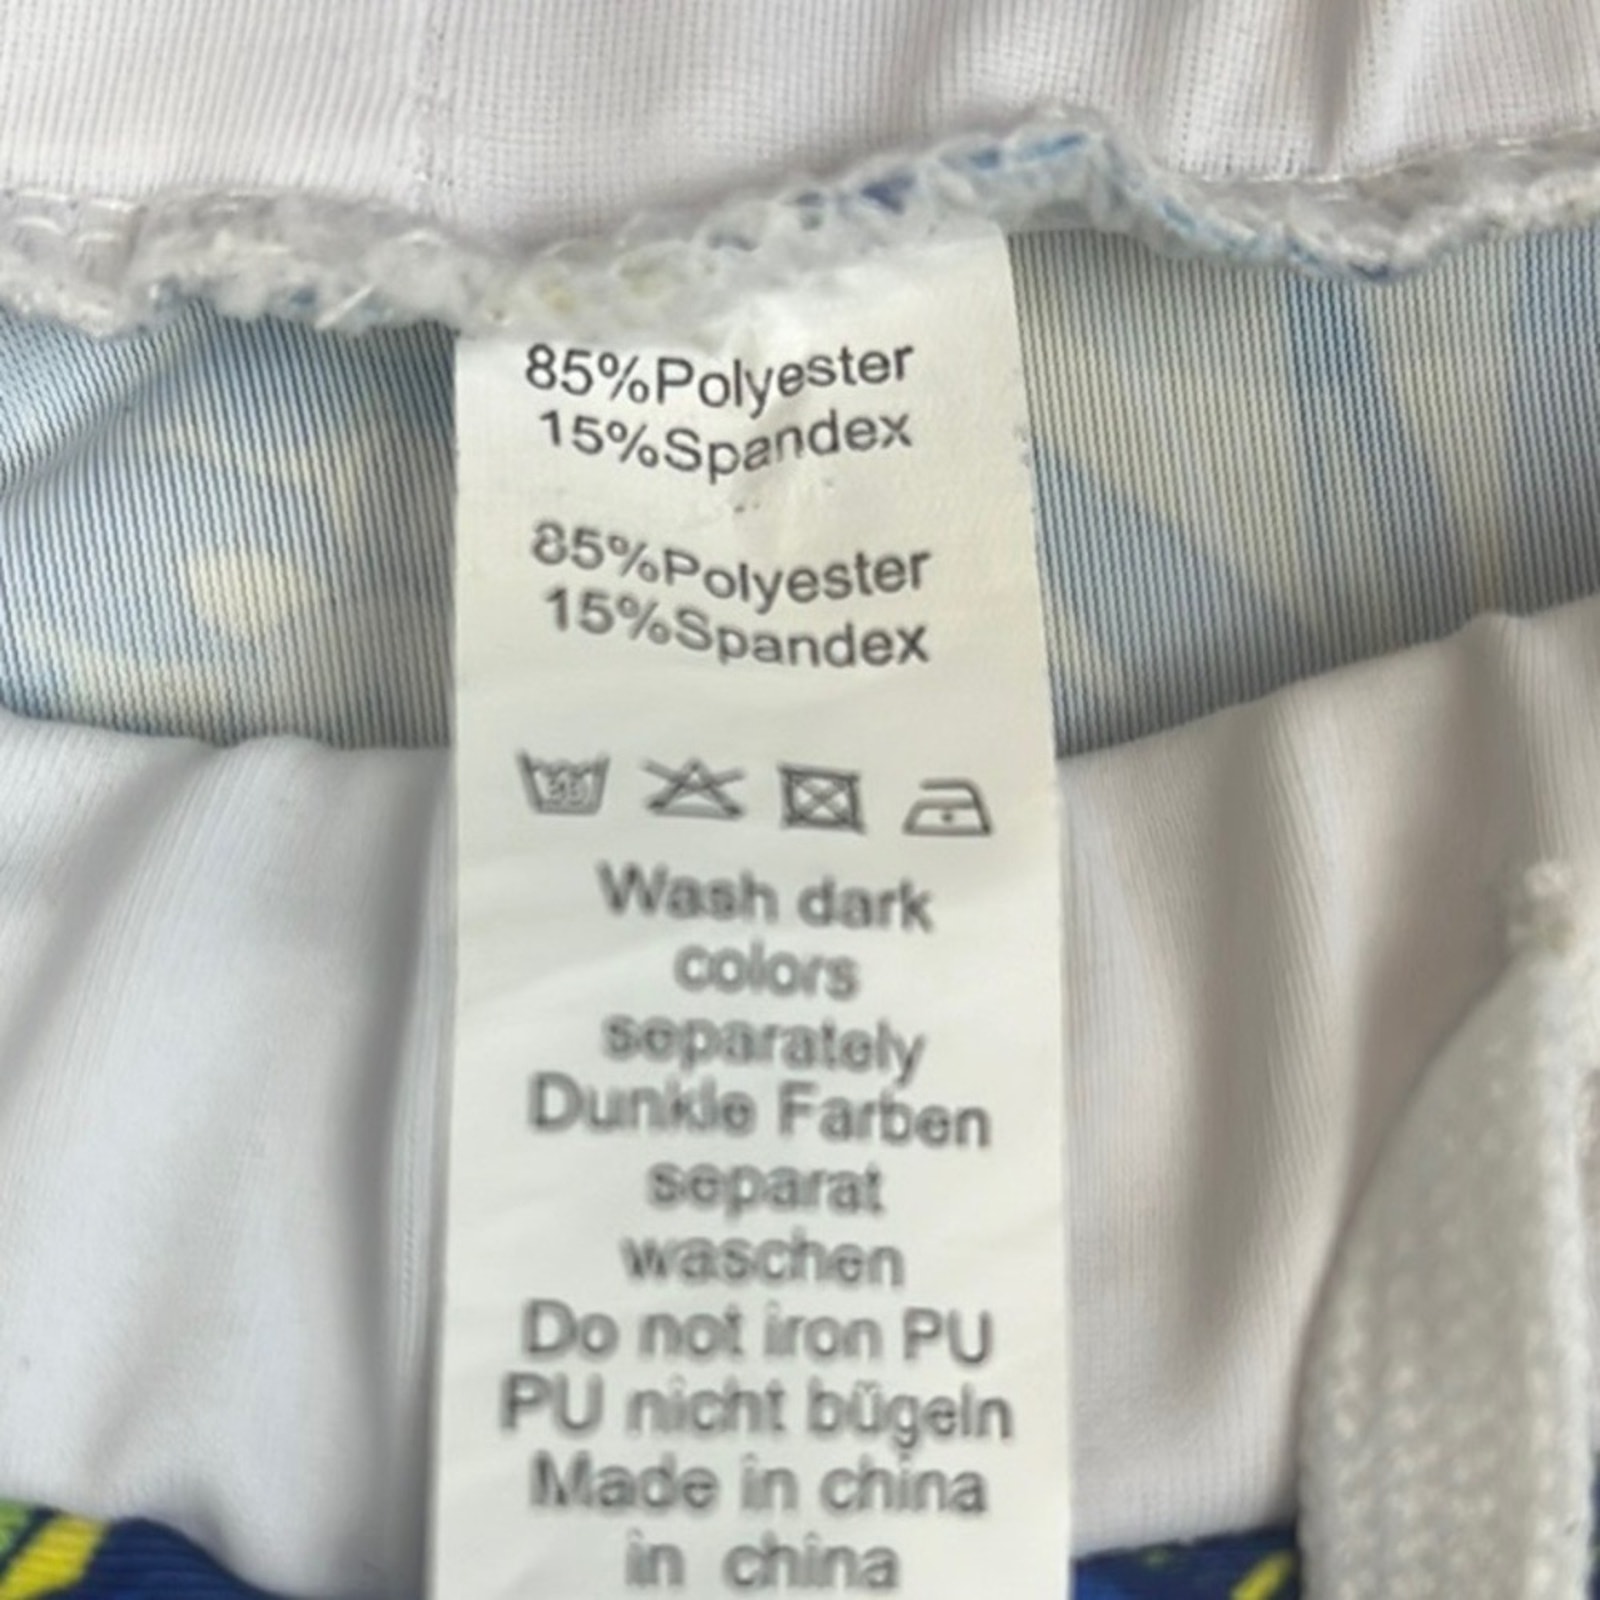 85%Polyester
15%Spandex
85%Polyester
15%Spandex
30
Wash dark
colors
separately
Dunkle Farben
separat
waschen
Do not iron PU
PU nicht bügeln
Made in china
in china